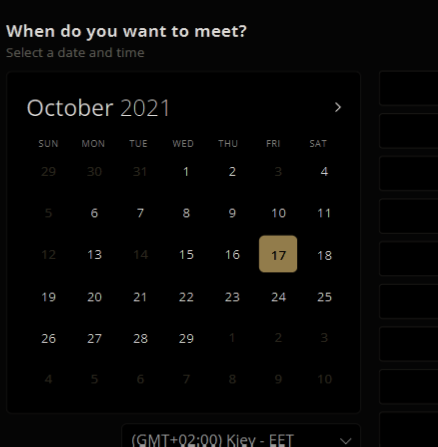 When do you want to meet?
Select a date and time
October 2021
SUN MON TUE WED THU FRI SAT
29 30 31 1 2 3 4
5 6 7 8 9 10 11
12 13 14 15 16 17 18
19 20 21 22 23 24 25
26 27 28 29 1 2 3
4 5 6 7 8 9 10
(GMT+02:00) Kiev - EET